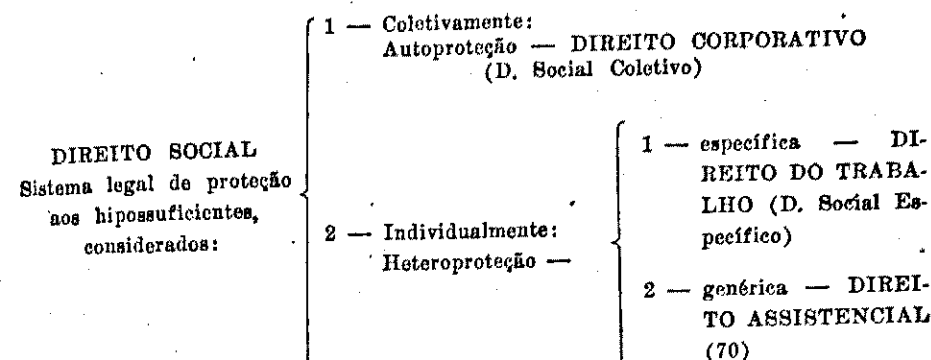 DIREITO SOCIAL
Sistema legal de proteção
aos hipossuficientes,
considerados:
1 — Coletivamente:
Autoproteção — DIREITO CORPORATIVO
(D. Social Coletivo)
2 — Individualmente:
Heteroproteção —
1 — específica — DI-
REITO DO TRABA-
LHO (D. Social Es-
pecífico)
2 — genérica — DIREI-
TO ASSISTENCIAL
(70)